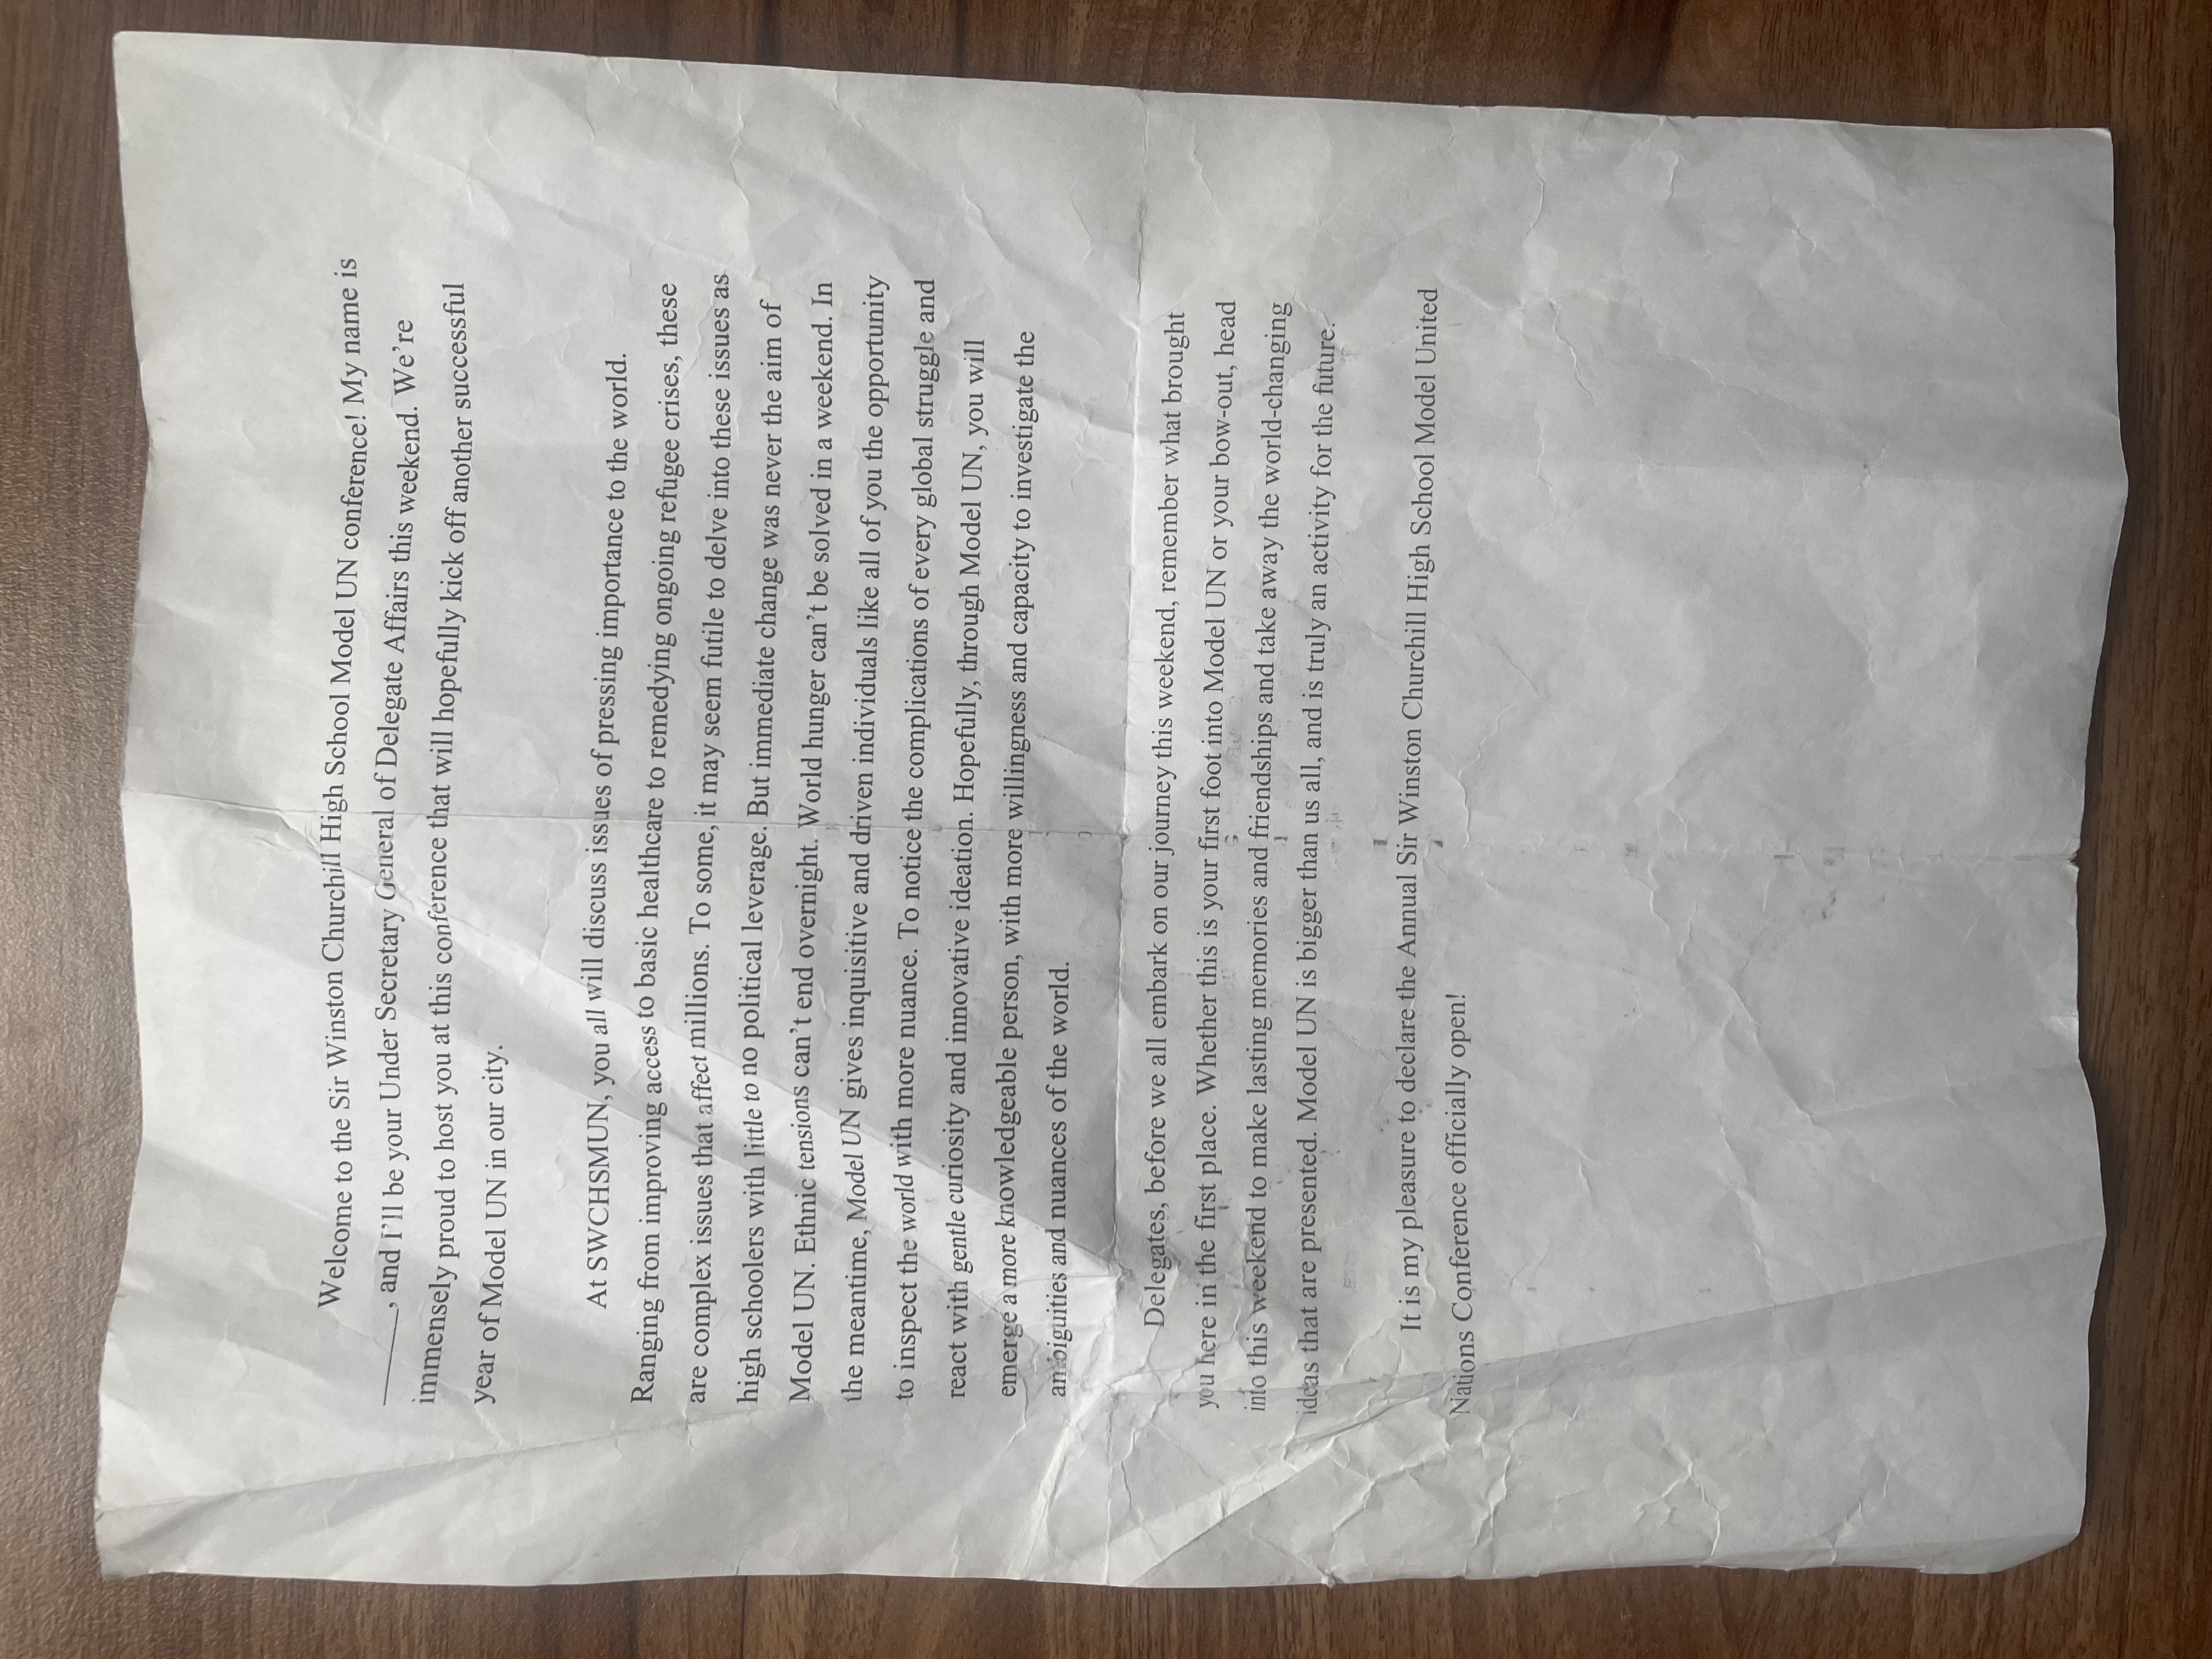 Welcome to the Sir Winston Churchill High School Model UN conference! My name is
______, and I'll be your Under Secretary General of Delegate Affairs this weekend. We're
immensely proud to host you at this conference that will hopefully kick off another successful
year of Model UN in our city.
At SWCHSMUN, you all will discuss issues of pressing importance to the world.
Ranging from improving access to basic healthcare to remedying ongoing refugee crises, these
are complex issues that affect millions. To some, it may seem futile to delve into these issues as
high schoolers with little to no political leverage. But immediate change was never the aim of
Model UN. Ethnic tensions can't end overnight. World hunger can't be solved in a weekend. In
the meantime, Model UN gives inquisitive and driven individuals like all of you the opportunity
to inspect the world with more nuance. To notice the complications of every global struggle and
react with gentle curiosity and innovative ideation. Hopefully, through Model UN, you will
emerge a more knowledgeable person, with more willingness and capacity to investigate the
ambiguities and nuances of the world.
Delegates, before we all embark on our journey this weekend, remember what brought
you here in the first place. Whether this is your first foot into Model UN or your bow-out, head
into this weekend to make lasting memories and friendships and take away the world-changing
ideas that are presented. Model UN is bigger than us all, and is truly an activity for the future.
It is my pleasure to declare the Annual Sir Winston Churchill High School Model United
Nations Conference officially open!